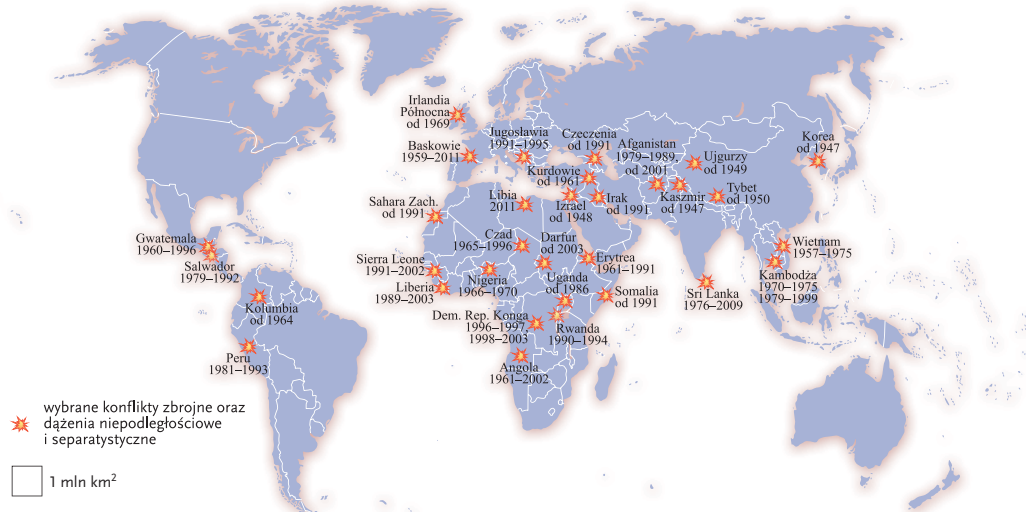 Irlandia
Północna
od 1969
Baskowie
1959–2011
Jugosławia
1991–1995
Czeczenia
od 1991
Kurdowie
od 1961
Afganistan
1979–1989,
od 2001
Ujgurzy
od 1949
Korea
od 1947
Tybet
od 1950
Kaszmir
od 1947
Irak
od 1991
Izrael
od 1948
Libia
2011
Sahara Zach.
od 1991
Czad
1965–1996
Darfur
od 2003
Erytrea
1961–1991
Sierra Leone
1991–2002
Liberia
1989–2003
Nigeria
1966–1970
Uganda
od 1986
Somalia
od 1991
Dem. Rep. Konga
1996–1997,
1998–2003
Rwanda
1990–1994
Angola
1961–2002
Sri Lanka
1976–2009
Wietnam
1957–1975
Kambodża
1970–1975
1979–1999
Gwatemala
1960–1996
Salwador
1979–1992
Kolumbia
od 1964
Peru
1981–1993
wybrane konflikty zbrojne oraz
dążenia niepodległościowe
i separatystyczne
1 mln km²